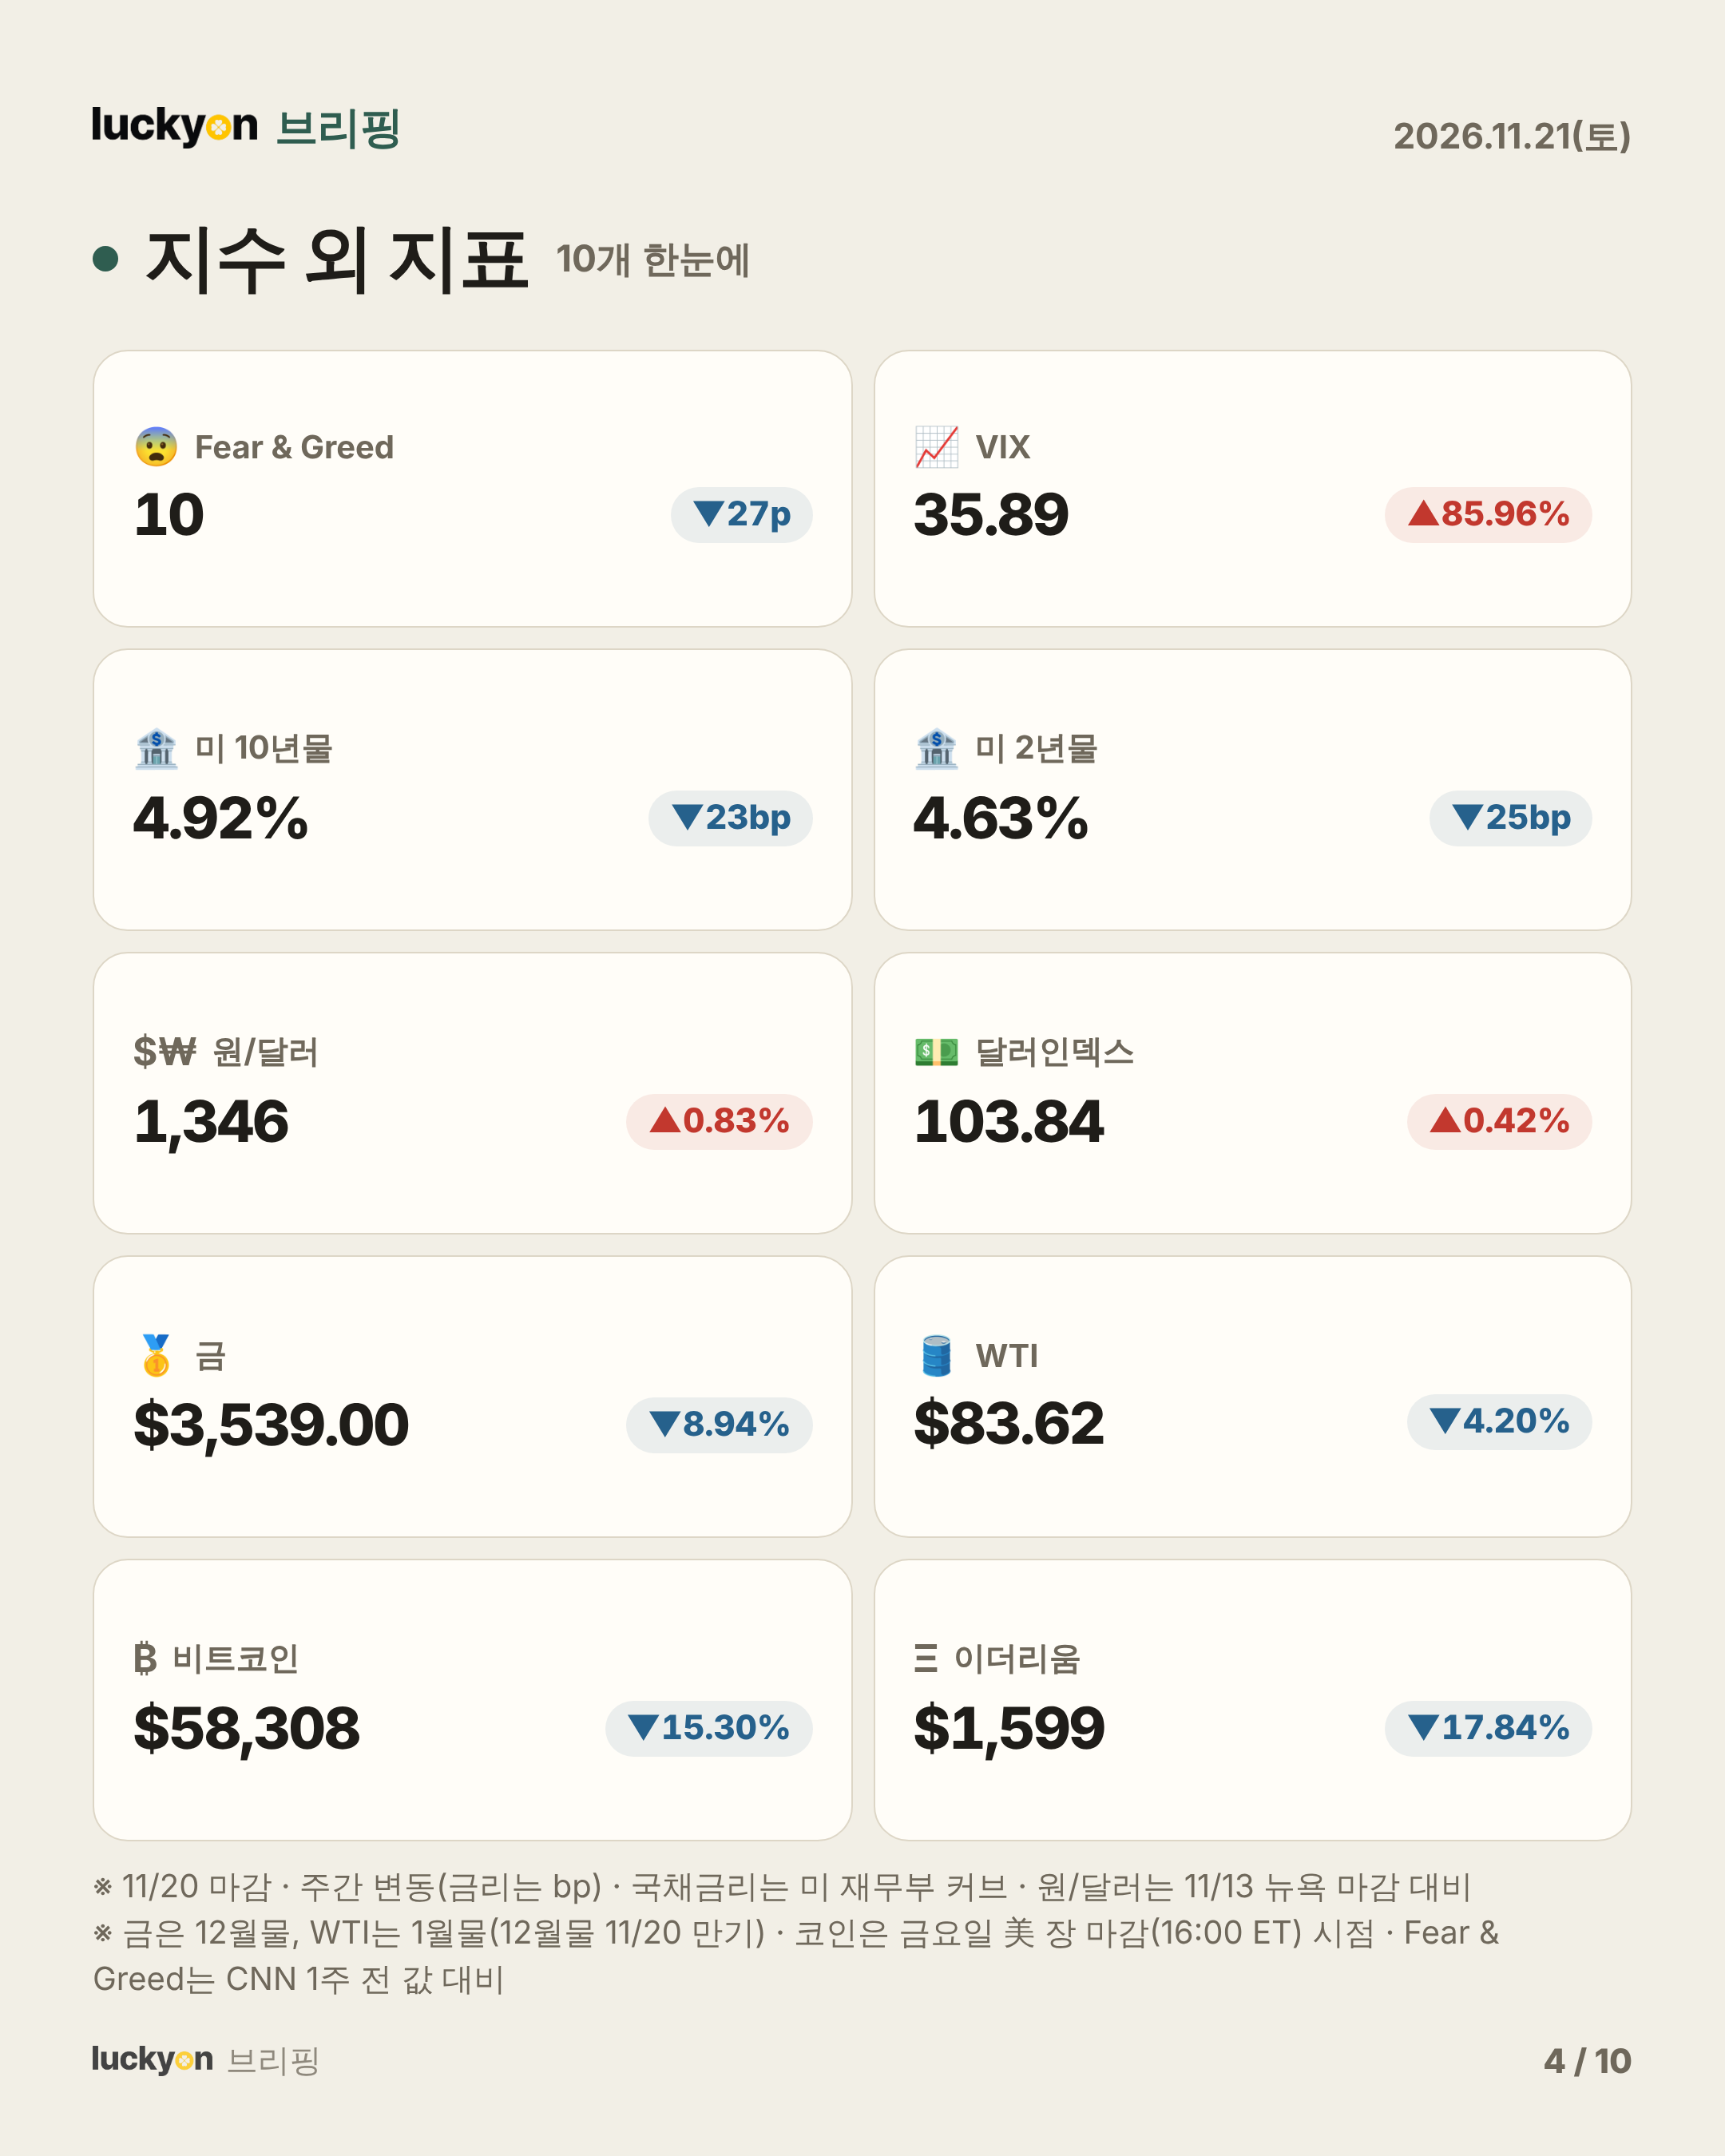 luckyon 브리핑
2026.11.21(토)
지수 외 지표 10개 한눈에
Fear & Greed
10
▼27p
VIX
35.89
▲85.96%
미 10년물
4.92%
▼23bp
미 2년물
4.63%
▼25bp
$₩ 원/달러
1,346
▲0.83%
달러인덱스
103.84
▲0.42%
금
$3,539.00
▼8.94%
WTI
$83.62
▼4.20%
₿ 비트코인
$58,308
▼15.30%
Ξ 이더리움
$1,599
▼17.84%
※ 11/20 마감 · 주간 변동(금리는 bp) · 국채금리는 미 재무부 커브 · 원/달러는 11/13 뉴욕 마감 대비
※ 금은 12월물, WTI는 1월물(12월물 11/20 만기) · 코인은 금요일 美 장 마감(16:00 ET) 시점 · Fear &
Greed는 CNN 1주 전 값 대비
luckyon 브리핑
4 / 10